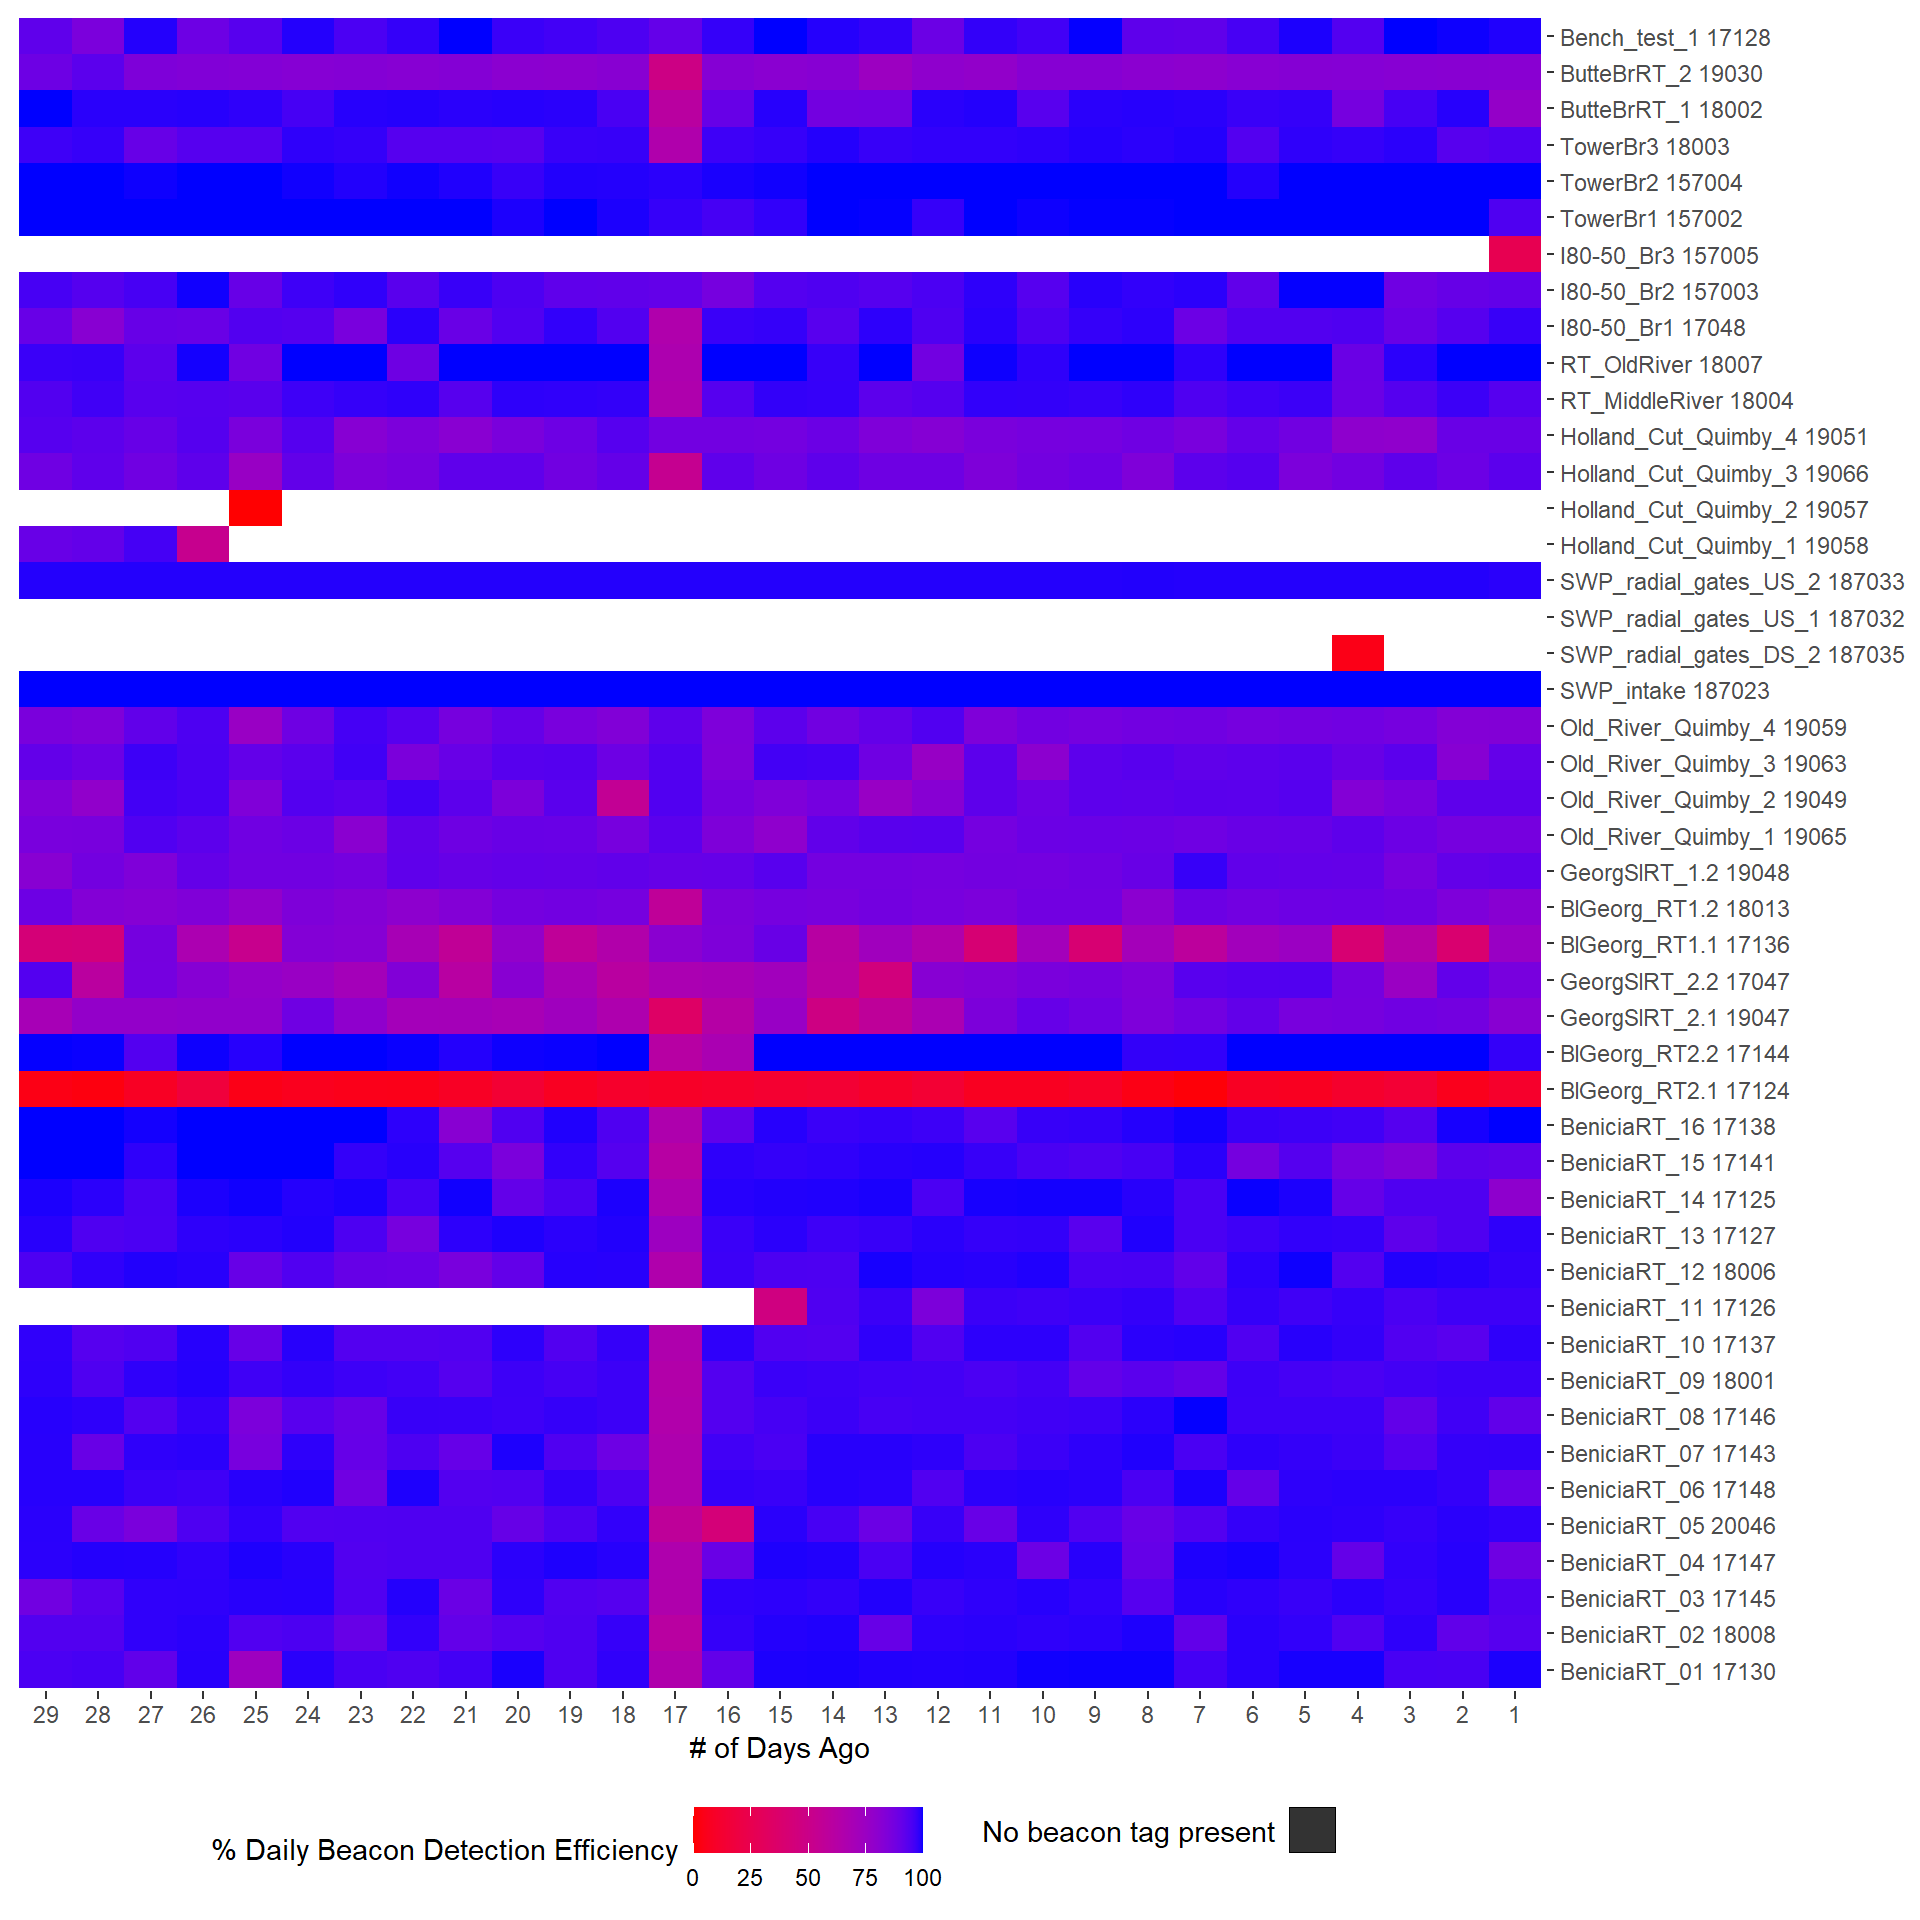 Bench_test_1 17128
ButteBrRT_2 19030
ButteBrRT_1 18002
TowerBr3 18003
TowerBr2 157004
TowerBr1 157002
I80-50_Br3 157005
I80-50_Br2 157003
I80-50_Br1 17048
RT_OldRiver 18007
RT_MiddleRiver 18004
Holland_Cut_Quimby_4 19051
Holland_Cut_Quimby_3 19066
Holland_Cut_Quimby_2 19057
Holland_Cut_Quimby_1 19058
SWP_radial_gates_US_2 187033
SWP_radial_gates_US_1 187032
SWP_radial_gates_DS_2 187035
SWP_intake 187023
Old_River_Quimby_4 19059
Old_River_Quimby_3 19063
Old_River_Quimby_2 19049
Old_River_Quimby_1 19065
GeorgSlRT_1.2 19048
BlGeorg_RT1.2 18013
BlGeorg_RT1.1 17136
GeorgSlRT_2.2 17047
GeorgSlRT_2.1 19047
BlGeorg_RT2.2 17144
BlGeorg_RT2.1 17124
BeniciaRT_16 17138
BeniciaRT_15 17141
BeniciaRT_14 17125
BeniciaRT_13 17127
BeniciaRT_12 18006
BeniciaRT_11 17126
BeniciaRT_10 17137
BeniciaRT_09 18001
BeniciaRT_08 17146
BeniciaRT_07 17143
BeniciaRT_06 17148
BeniciaRT_05 20046
BeniciaRT_04 17147
BeniciaRT_03 17145
BeniciaRT_02 18008
BeniciaRT_01 17130
29 28 27 26 25 24 23 22 21 20 19 18 17 16 15 14 13 12 11 10 9 8 7 6 5 4 3 2 1
# of Days Ago
% Daily Beacon Detection Efficiency
0 25 50 75 100
No beacon tag present